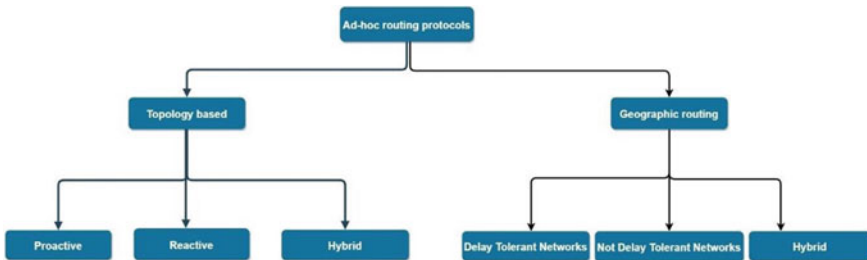 Ad-hoc routing protocols
Topology based
Geographic routing
Proactive
Reactive
Hybrid
Delay Tolerant Networks
Not Delay Tolerant Networks
Hybrid